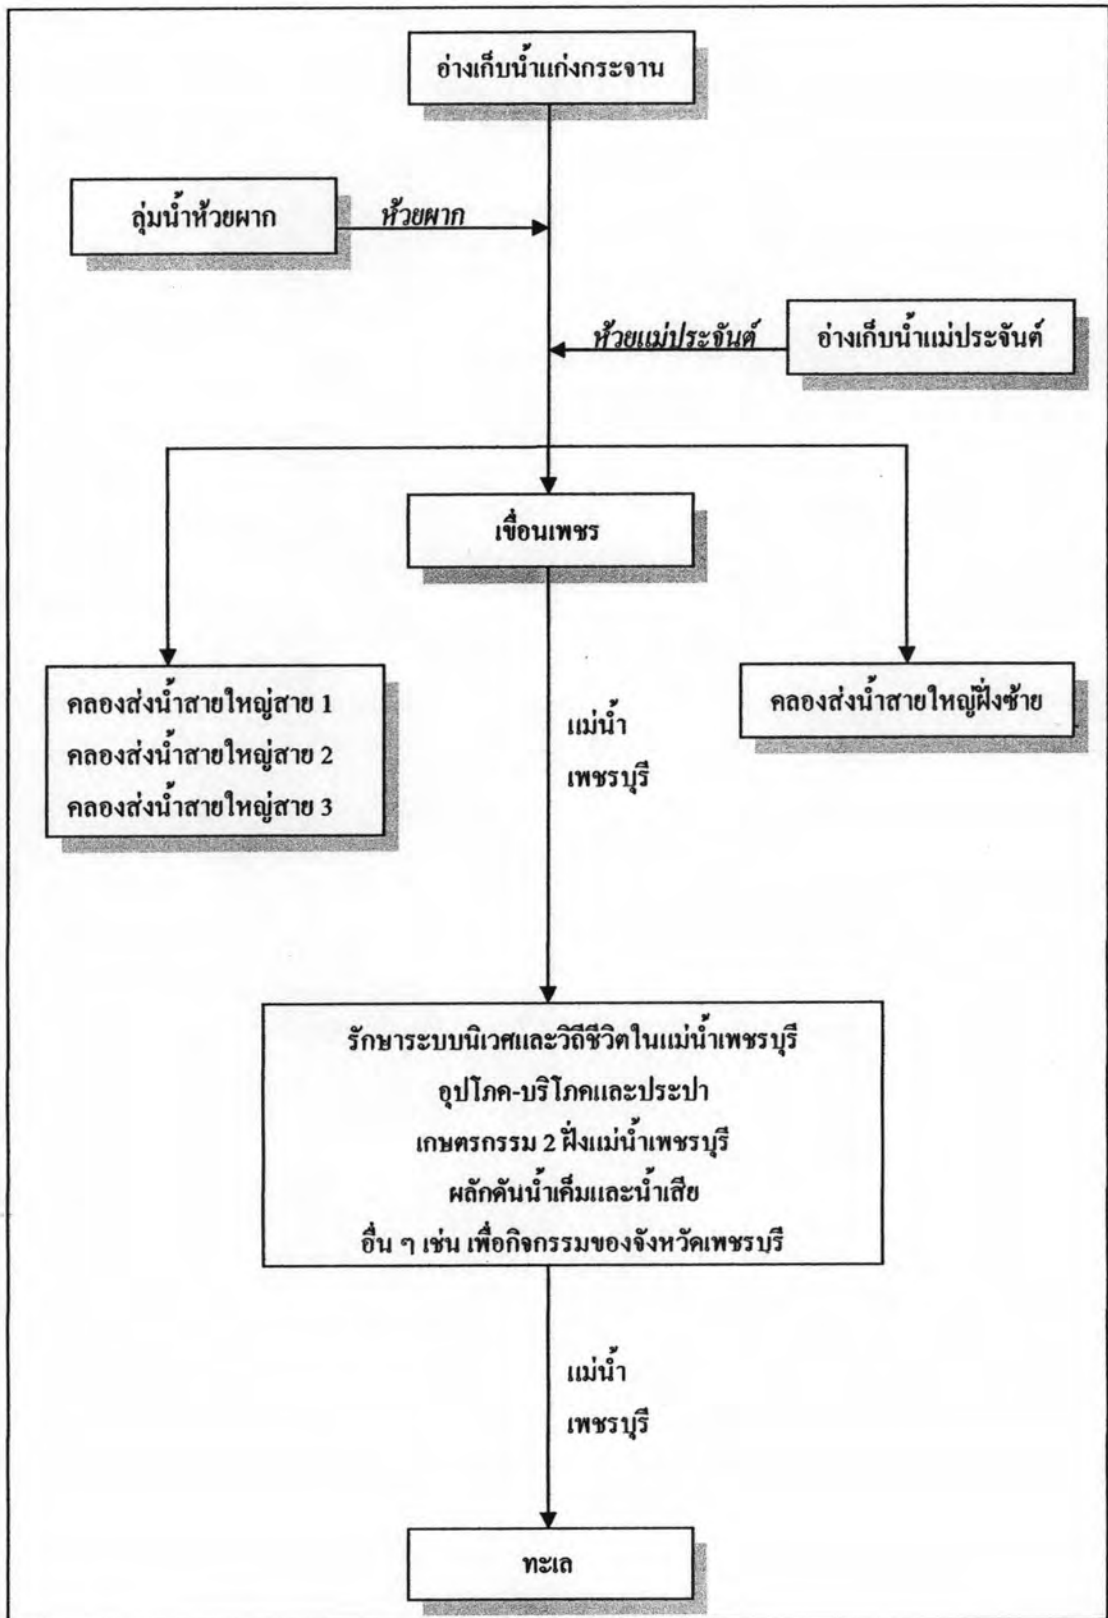 อ่างเก็บน้ำแก่งกระจาน
ลุ่มน้ำห้วยผาก
ห้วยผาก
ห้วยแม่ประจันต์
อ่างเก็บน้ำแม่ประจันต์
เขื่อนเพชร
คลองส่งน้ำสายใหญ่สาย 1
คลองส่งน้ำสายใหญ่สาย 2
คลองส่งน้ำสายใหญ่สาย 3
แม่น้ำ
เพชรบุรี
คลองส่งน้ำสายใหญ่ฝั่งซ้าย
รักษาระบบนิเวศและวิถีชีวิตในแม่น้ำเพชรบุรี
อุปโภค-บริโภคและประปา
เกษตรกรรม 2 ฝั่งแม่น้ำเพชรบุรี
ผลักดันน้ำเค็มและน้ำเสีย
อื่น ๆ เช่น เพื่อกิจกรรมของจังหวัดเพชรบุรี
แม่น้ำ
เพชรบุรี
ทะเล